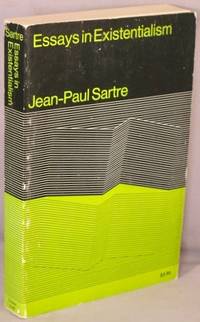 Sartre
Essays in
Existentialism
Essays in Existentialism
Jean-Paul Sartre